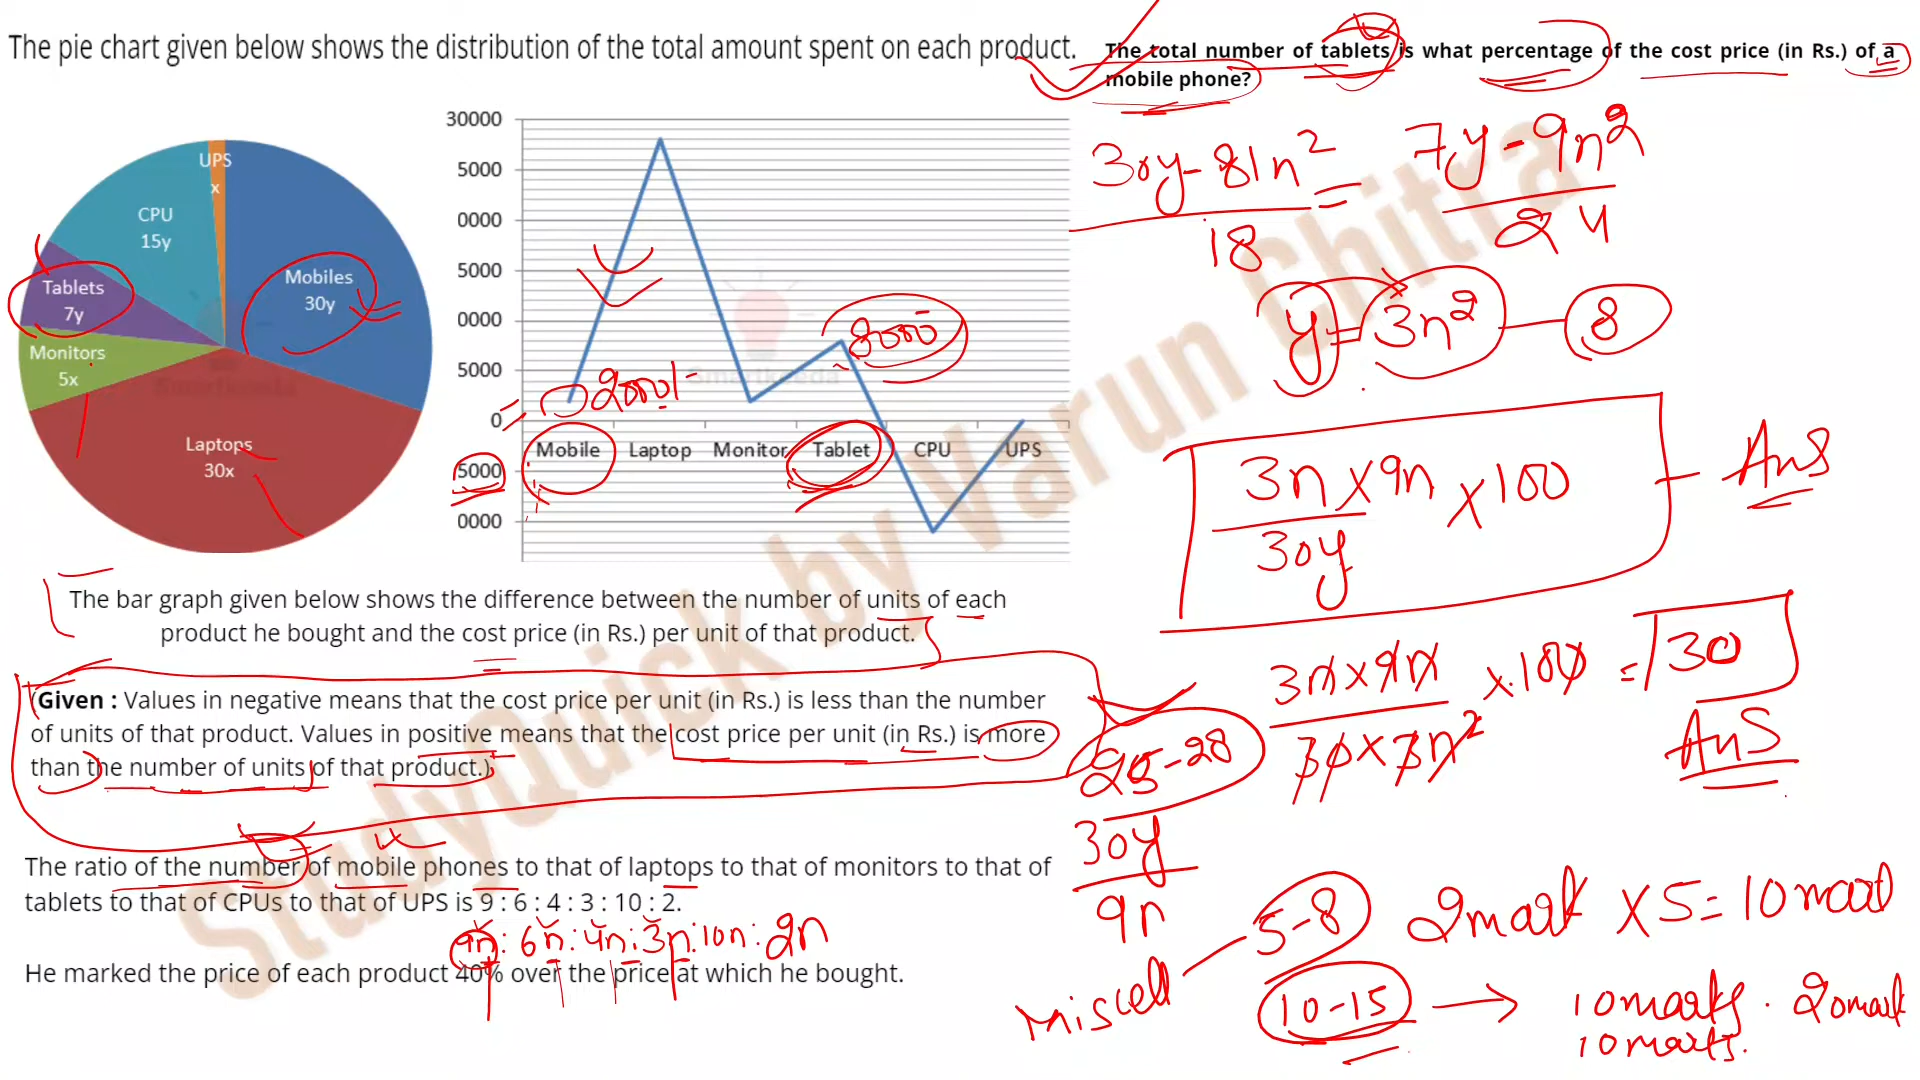 The pie chart given below shows the distribution of the total amount spent on each product.
The total number of tablets is what percentage of the cost price (in Rs.) of a
mobile phone?
UPS
x
CPU
15y
Tablets
7y
Mobiles
30y
Monitors
5x
Laptops
30x
30000
5000
0000
5000
0000
5000
0
5000
0000
Mobile Laptop Monitor Tablet CPU UPS
2000/-
8000
Smartkeeda
The bar graph given below shows the difference between the number of units of each
product he bought and the cost price (in Rs.) per unit of that product.
(Given : Values in negative means that the cost price per unit (in Rs.) is less than the number
of units of that product. Values in positive means that the cost price per unit (in Rs.) is more
than the number of units of that product.)
The ratio of the number of mobile phones to that of laptops to that of monitors to that of
tablets to that of CPUs to that of UPS is 9 : 6 : 4 : 3 : 10 : 2.
9n : 6n : 4n : 3n : 10n : 2n
He marked the price of each product 40% over the price at which he bought.
30y - 81n² = 7y - 9n²
18 24
y = 3n² — 8
3n × 9n × 100
30y
Ans
3n × 9n × 100 = 30
30 × 3n²
Ans
25-28
30y
9n
Miscell
5-8
2mark × 5 = 10 mark
10-15 → 10 marks. 20mark
10 marks.
StudyQuick by Varun Chitra